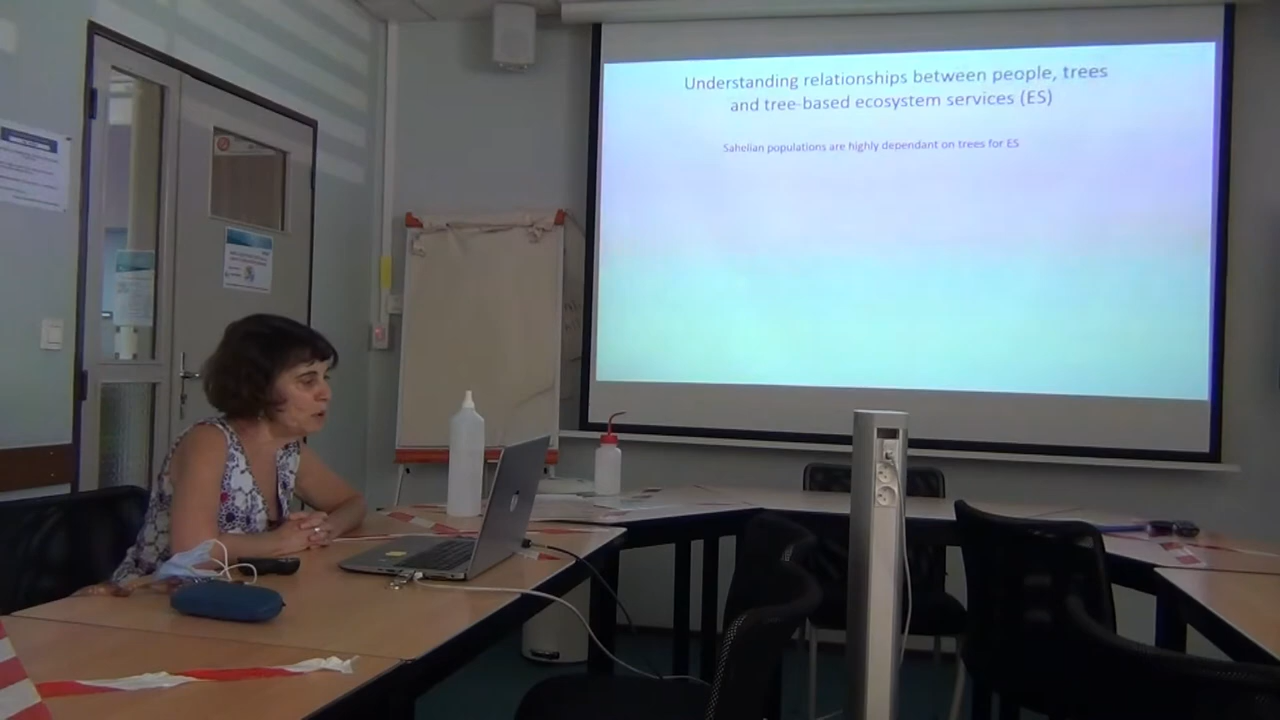 Understanding relationships between people, trees
and tree-based ecosystem services (ES)
Sahelian populations are highly dependant on trees for ES